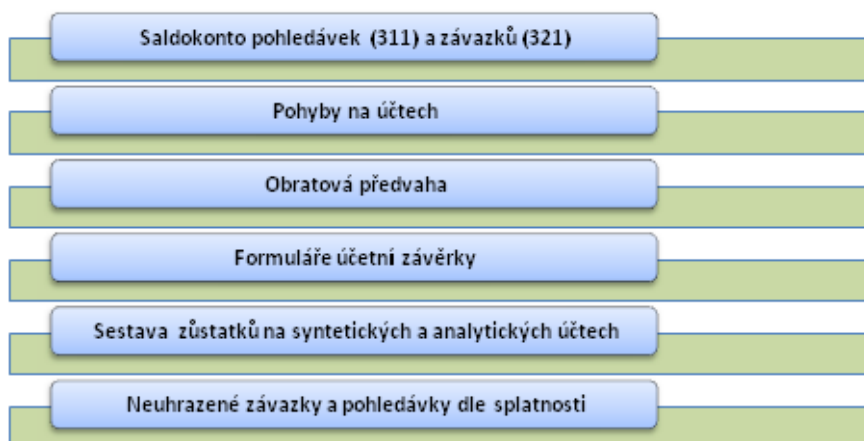 Saldokonto pohledávek (311) a závazků (321)
Pohyby na účtech
Obratová předvaha
Formuláře účetní závěrky
Sestava zůstatků na syntetických a analytických účtech
Neuhrazené závazky a pohledávky dle splatnosti